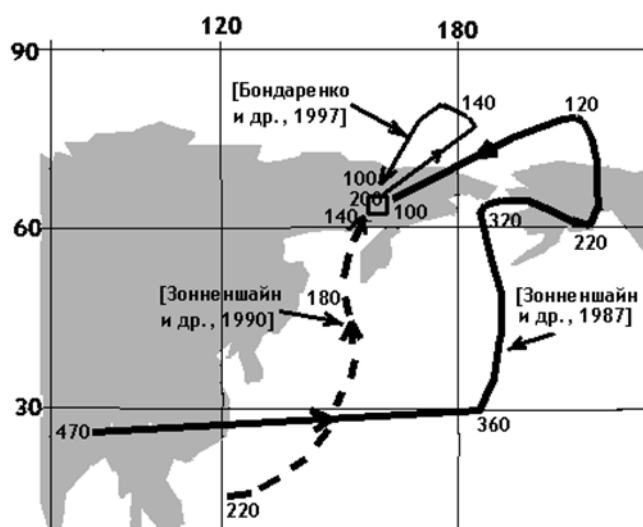 120
180
90
[Бондаренко
и др., 1997]
140
120
100
200
140
100
60
320
220
[Зонненшайн
и др., 1990]
180
[Зонненшайн
и др., 1987]
30
470
360
220